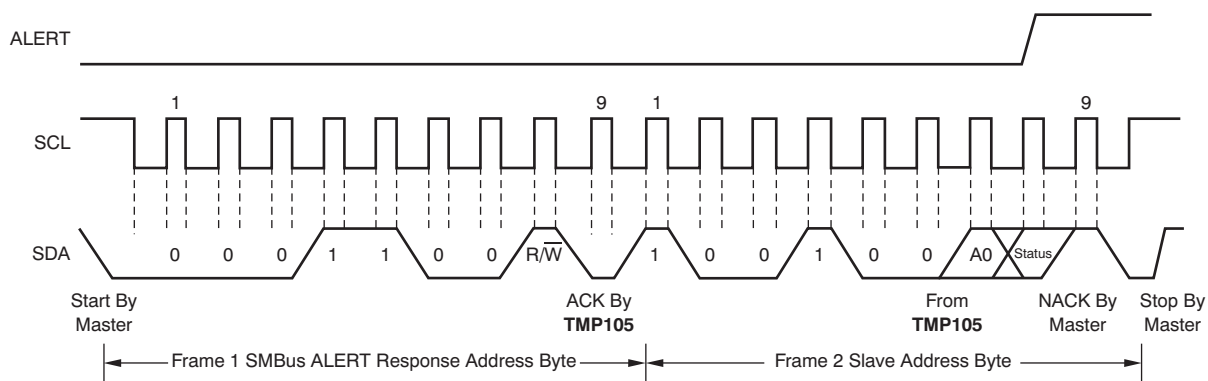 ALERT
1 9 1 9
SCL
SDA
0 0 0 1 1 0 0 R/W̅ 1 0 0 1 0 0 A0 Status
Start By
Master
ACK By
TMP105
From
TMP105
NACK By
Master
Stop By
Master
Frame 1 SMBus ALERT Response Address Byte
Frame 2 Slave Address Byte